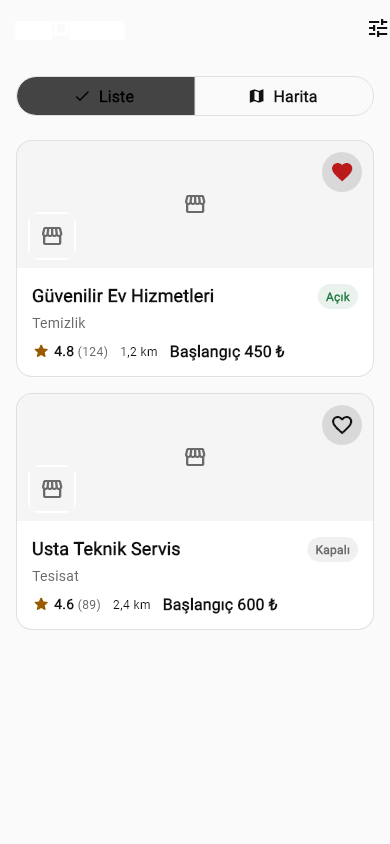 Liste
Harita
Güvenilir Ev Hizmetleri
Açık
Temizlik
4.8 (124) 1,2 km Başlangıç 450 ₺
Usta Teknik Servis
Kapalı
Tesisat
4.6 (89) 2,4 km Başlangıç 600 ₺